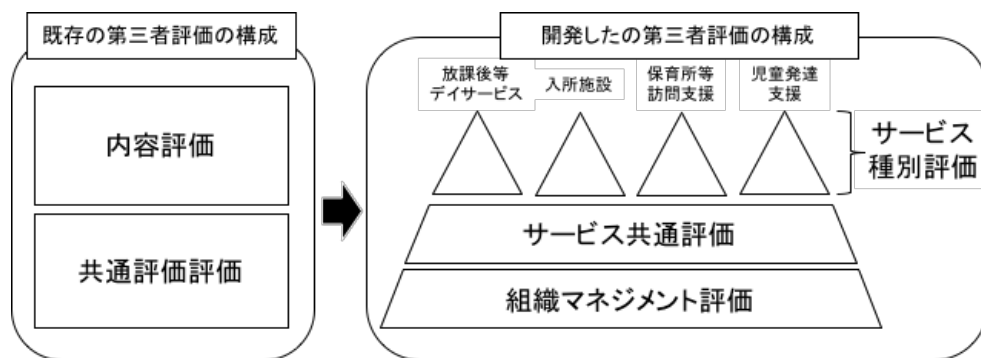 既存の第三者評価の構成
内容評価
共通評価評価
開発したの第三者評価の構成
放課後等
デイサービス
入所施設
保育所等
訪問支援
児童発達
支援
サービス
種別評価
サービス共通評価
組織マネジメント評価